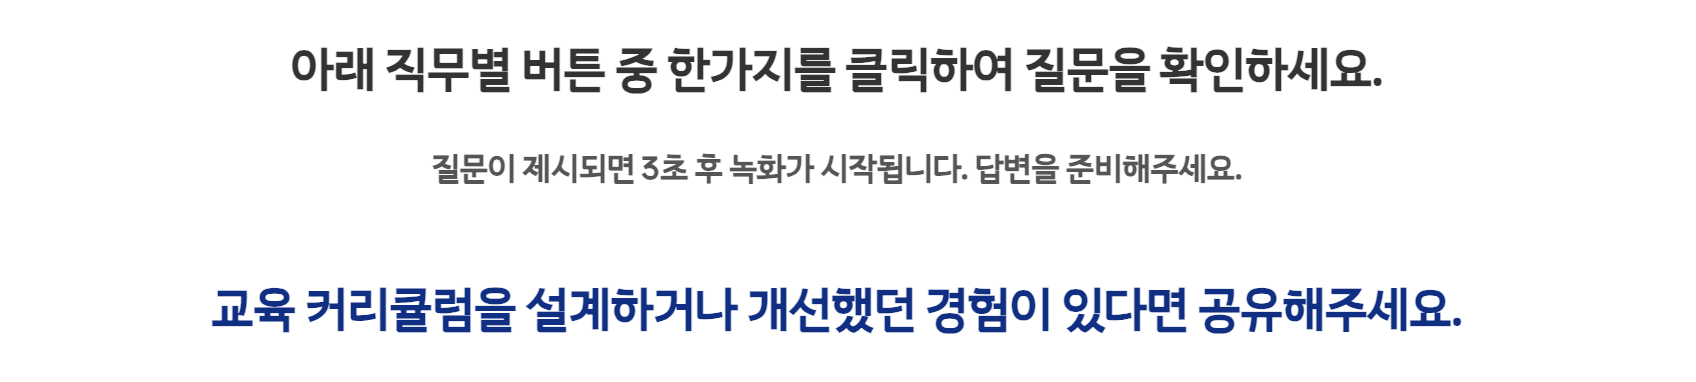 아래 직무별 버튼 중 한가지를 클릭하여 질문을 확인하세요.
질문이 제시되면 3초 후 녹화가 시작됩니다. 답변을 준비해주세요.
교육 커리큘럼을 설계하거나 개선했던 경험이 있다면 공유해주세요.